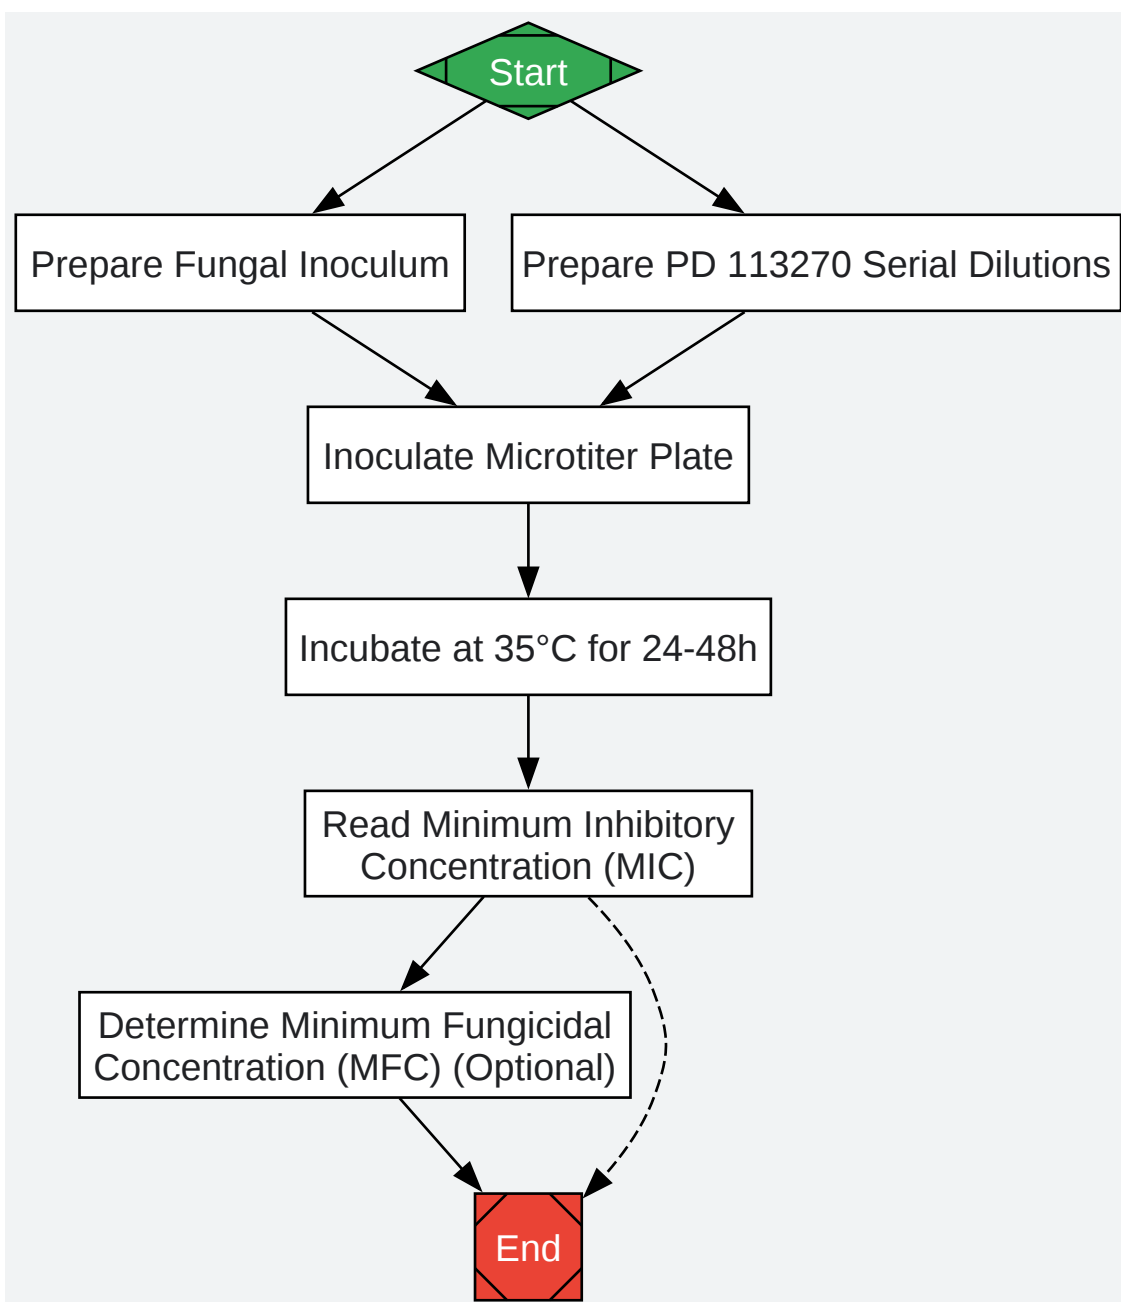 Start
Prepare Fungal Inoculum
Prepare PD 113270 Serial Dilutions
Inoculate Microtiter Plate
Incubate at 35°C for 24-48h
Read Minimum Inhibitory
Concentration (MIC)
Determine Minimum Fungicidal
Concentration (MFC) (Optional)
End